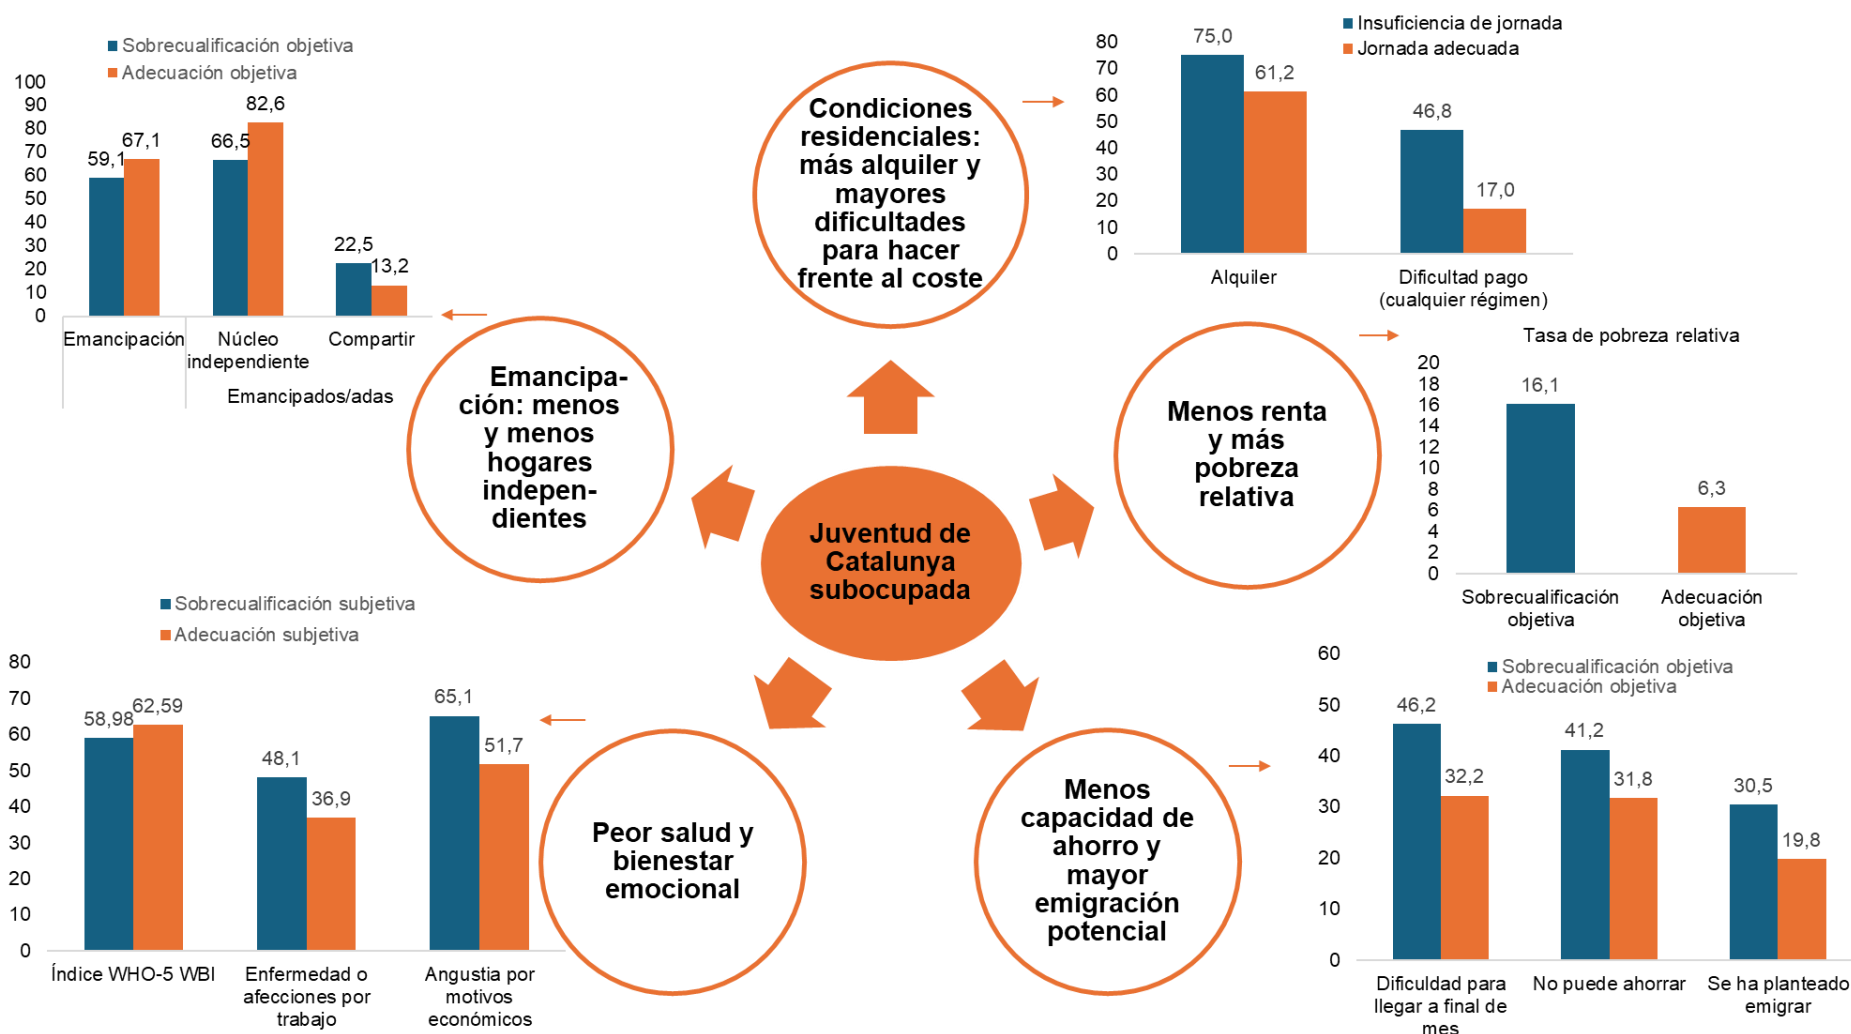 Sobrecualificación objetiva
Adecuación objetiva
100
90
80
70
60
50
40
30
20
10
0
59,1
67,1
66,5
82,6
22,5
13,2
Emancipación
Núcleo
independiente
Compartir
Emancipados/adas
Condiciones
residenciales:
más alquiler y
mayores
dificultades
para hacer
frente al coste
Insuficiencia de jornada
Jornada adecuada
80
70
60
50
40
30
20
10
0
75,0
61,2
46,8
17,0
Alquiler
Dificultad pago
(cualquier régimen)
Emancipa-
ción: menos
y menos
hogares
indepen-
dientes
Menos renta
y más
pobreza
relativa
Tasa de pobreza relativa
20
18
16
14
12
10
8
6
4
2
0
16,1
6,3
Sobrecualificación
objetiva
Adecuación
objetiva
Juventud de
Catalunya
subocupada
Sobrecualificación subjetiva
Adecuación subjetiva
80
70
60
50
40
30
20
10
0
58,98
62,59
48,1
36,9
65,1
51,7
Índice WHO-5 WBI
Enfermedad o
afecciones por
trabajo
Angustia por
motivos
económicos
Peor salud y
bienestar
emocional
Menos
capacidad de
ahorro y
mayor
emigración
potencial
Sobrecualificación objetiva
Adecuación objetiva
60
50
40
30
20
10
0
46,2
32,2
41,2
31,8
30,5
19,8
Dificuldad para
llegar a final de
mes
No puede ahorrar
Se ha planteado
emigrar